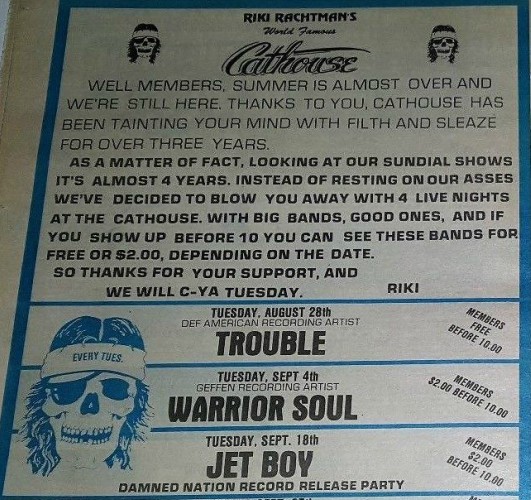 RIKI RACHTMAN'S
World Famous
Cathouse
WELL MEMBERS, SUMMER IS ALMOST OVER AND
WE'RE STILL HERE. THANKS TO YOU, CATHOUSE HAS
BEEN TAINTING YOUR MIND WITH FILTH AND SLEAZE
FOR OVER THREE YEARS.
AS A MATTER OF FACT, LOOKING AT OUR SUNDIAL SHOWS
IT'S ALMOST 4 YEARS. INSTEAD OF RESTING ON OUR ASSES
WE'VE DECIDED TO BLOW YOU AWAY WITH 4 LIVE NIGHTS
AT THE CATHOUSE. WITH BIG BANDS, GOOD ONES, AND IF
YOU SHOW UP BEFORE 10 YOU CAN SEE THESE BANDS FOR
FREE OR $2.00, DEPENDING ON THE DATE.
SO THANKS FOR YOUR SUPPORT, AND
WE WILL C-YA TUESDAY. RIKI
TUESDAY, AUGUST 28th
DEF AMERICAN RECORDING ARTIST
TROUBLE
MEMBERS
FREE
BEFORE 10.00
EVERY TUES.
TUESDAY, SEPT 4th
GEFFEN RECORDING ARTIST
WARRIOR SOUL
MEMBERS
$2.00 BEFORE 10.00
TUESDAY, SEPT. 18th
JET BOY
DAMNED NATION RECORD RELEASE PARTY
MEMBERS
$2.00
BEFORE 10.00